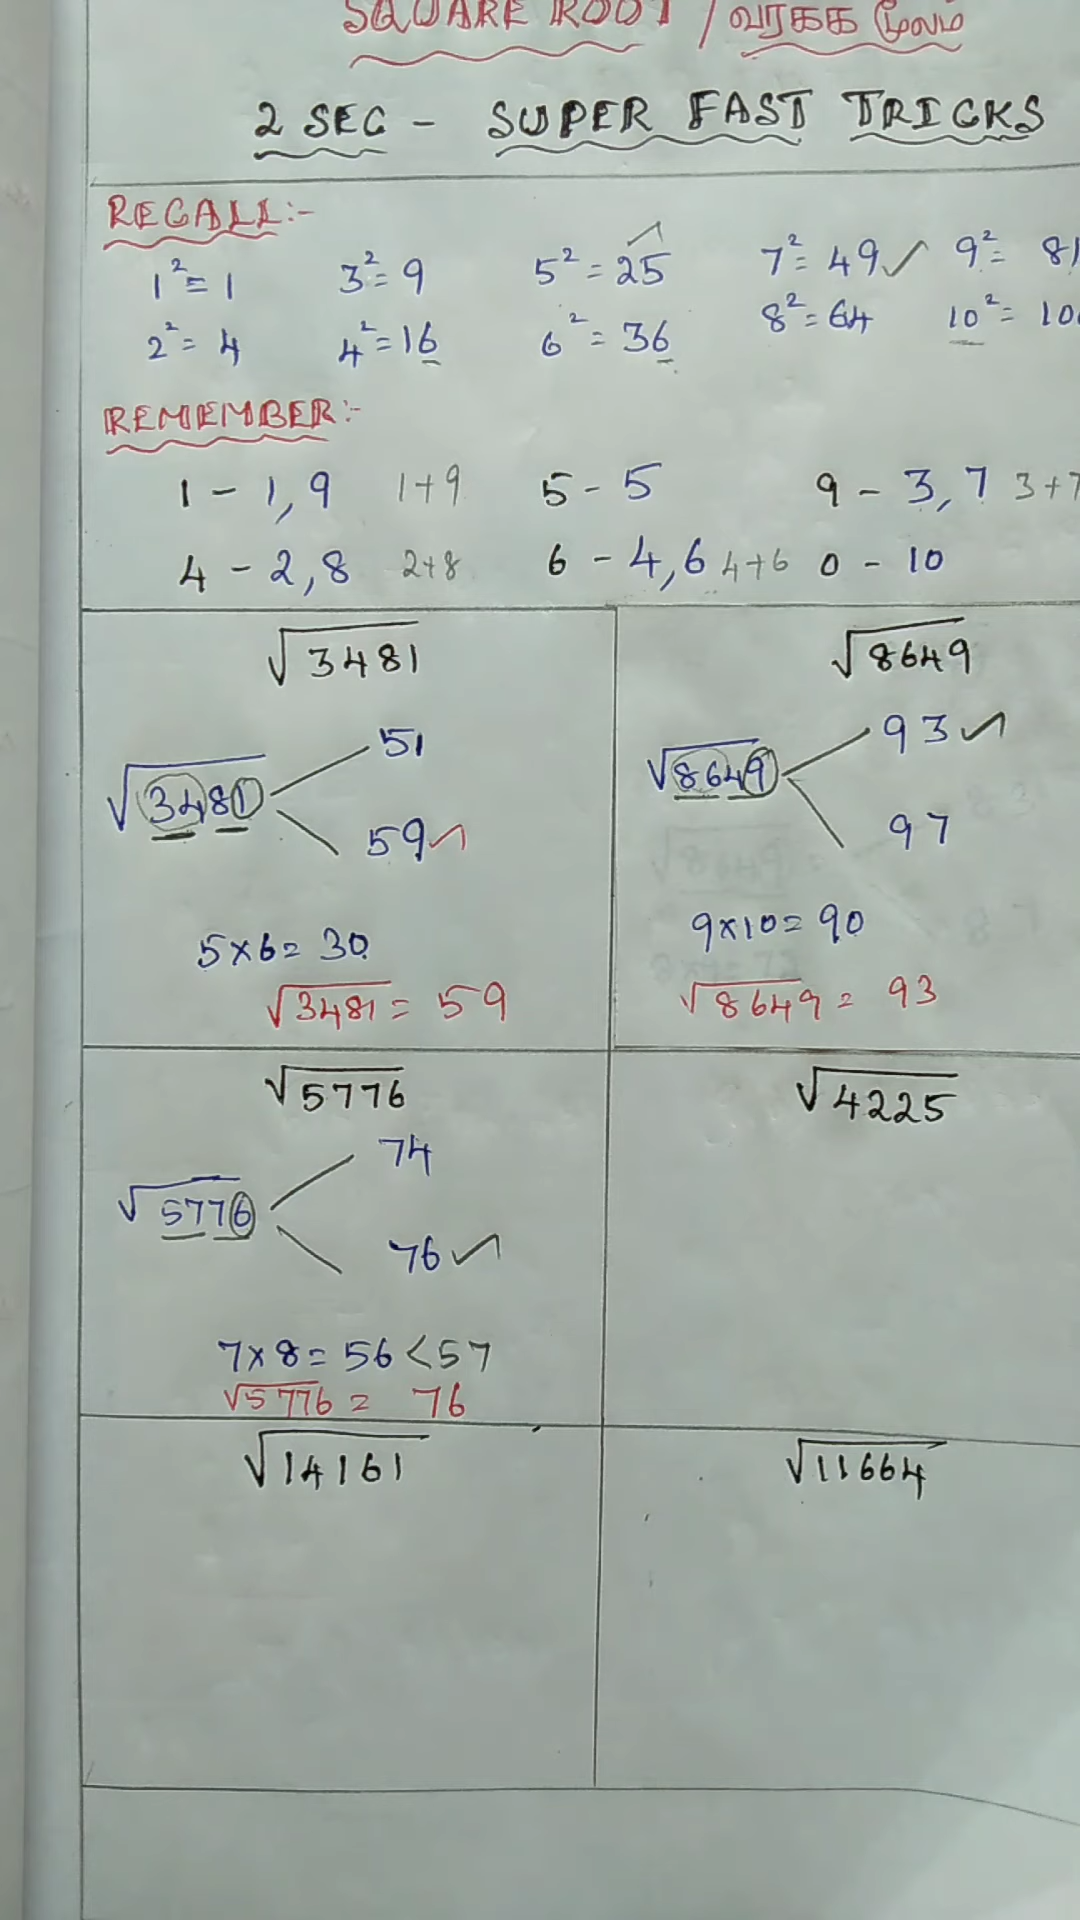 SQUARE ROOT / வர்க்க மூலம்
2 SEC - SUPER FAST TRICKS
RECALL:-
1² = 1 3² = 9 5² = 25 7² = 49 ✓ 9² = 81
2² = 4 4² = 16 6² = 36 8² = 64 10² = 10
REMEMBER:-
1 - 1, 9 1+9 5 - 5 9 - 3, 7 3+7
4 - 2, 8 2+8 6 - 4, 6 4+6 0 - 10
√3481
51
√3481
59 ✓
5×6 = 30
√3481 = 59
√8649
93 ✓
√8649
97
9×10 = 90
√8649 = 93
√5776
74
√5776
76 ✓
7×8 = 56 < 57
√5776 = 76
√4225
√14161
√11664